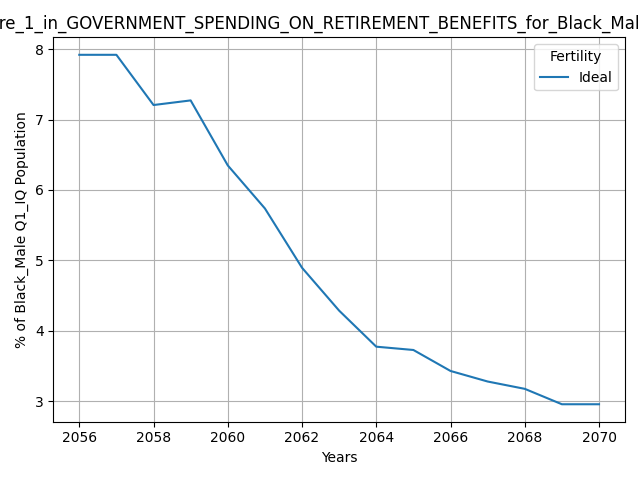 re_1_in_GOVERNMENT_SPENDING_ON_RETIREMENT_BENEFITS_for_Black_Mal
8
7
6
5
4
3
% of Black_Male Q1_IQ Population
Fertility
Ideal
2056 2058 2060 2062 2064 2066 2068 2070
Years